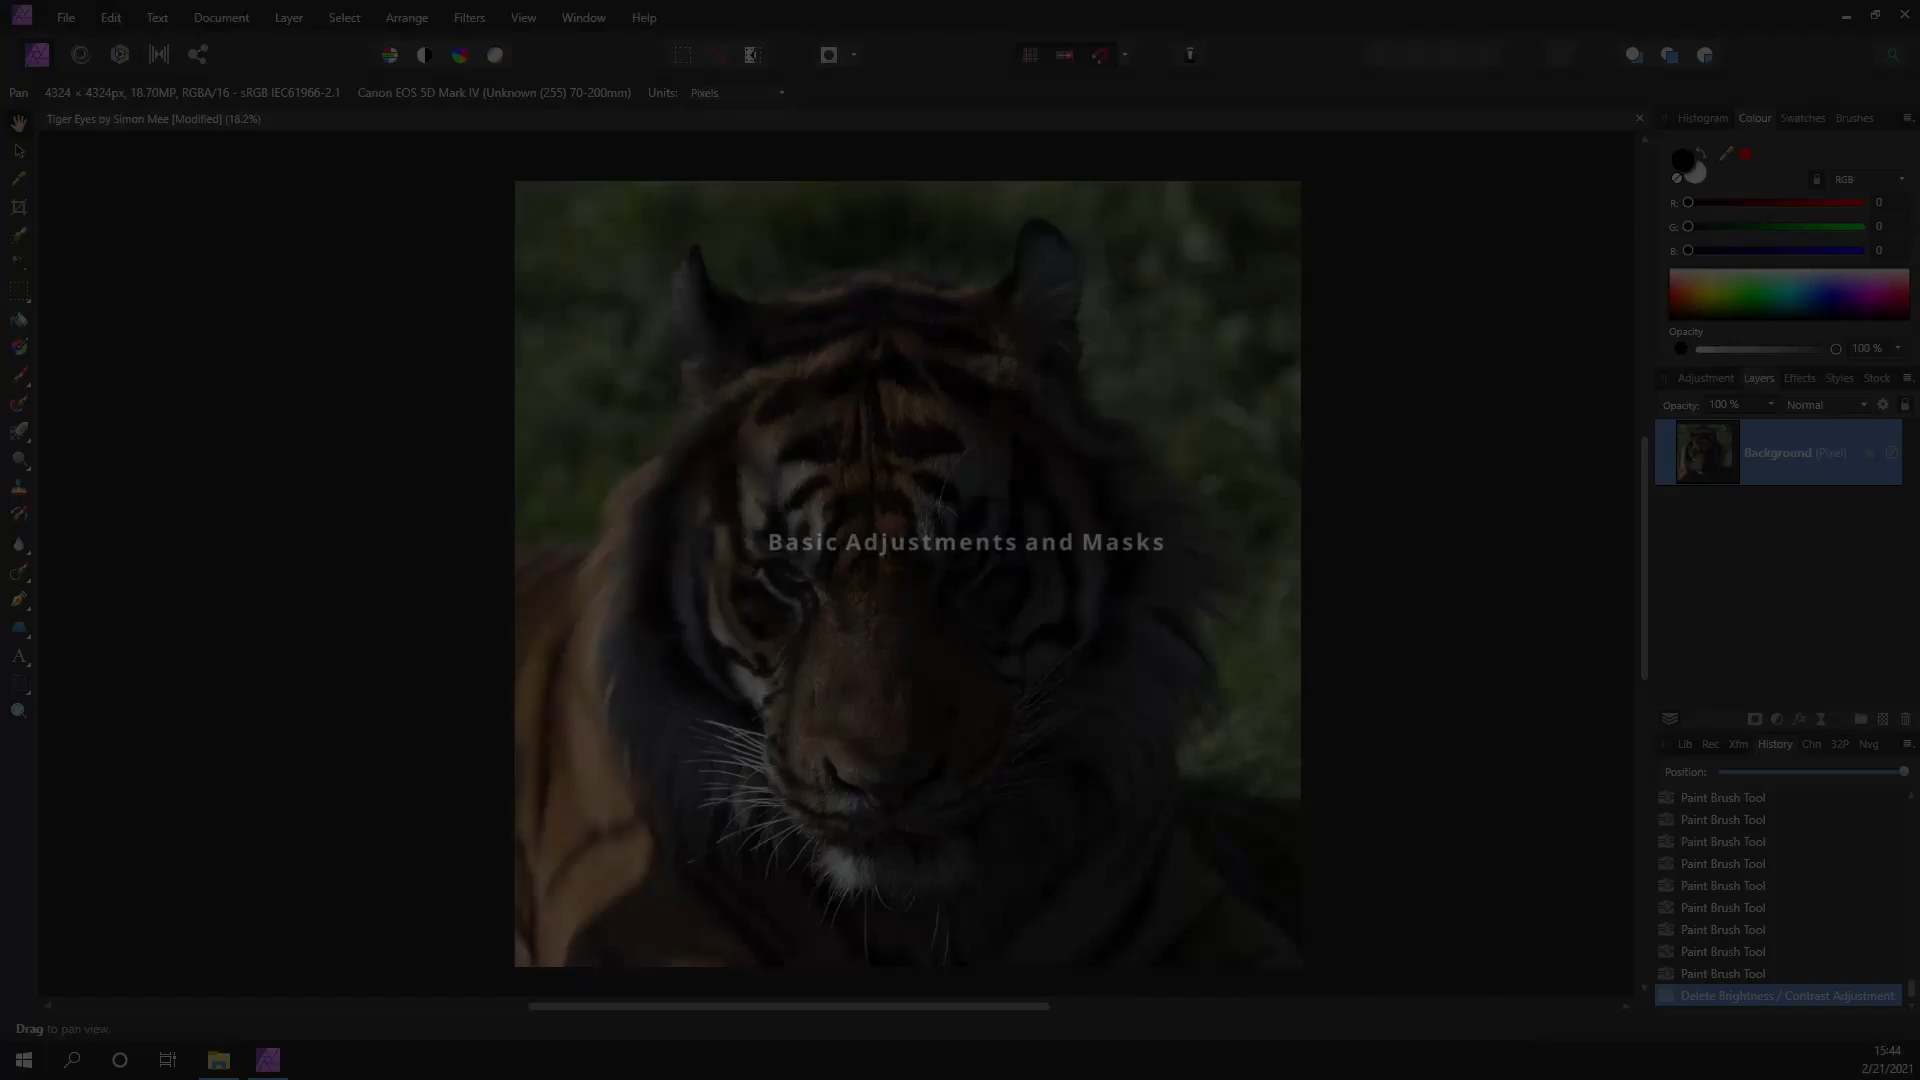 File Edit Text Document Layer Select Arrange Filters View Window Help
Pan 4324 × 4324px, 18.70MP, RGBA/16 - sRGB IEC61966-2.1 Canon EOS 5D Mark IV (Unknown (255) 70-200mm) Units: Pixels
Tiger Eyes by Simon Mee [Modified] (18.2%)
Histogram Colour Swatches Brushes
RGB
R: 0
G: 0
B: 0
Opacity
100 %
Adjustment Layers Effects Styles Stock
Opacity: 100 % Normal
Background (Pixel)
Basic Adjustments and Masks
Lib Rec Xfm History Chn 32P Nvg
Position:
Paint Brush Tool
Paint Brush Tool
Paint Brush Tool
Paint Brush Tool
Paint Brush Tool
Paint Brush Tool
Paint Brush Tool
Paint Brush Tool
Paint Brush Tool
Delete Brightness / Contrast Adjustment
Drag to pan view.
15:44
2/21/2021